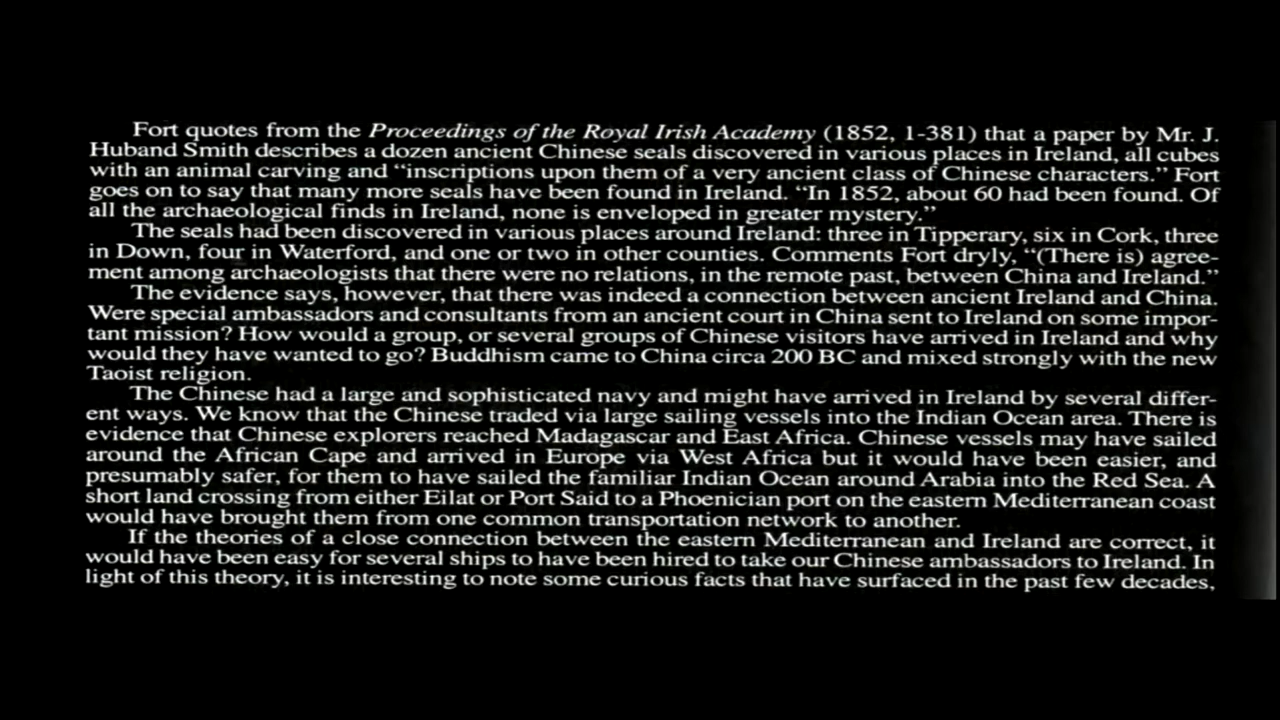 Fort quotes from the Proceedings of the Royal Irish Academy (1852, 1-381) that a paper by Mr. J.
Huband Smith describes a dozen ancient Chinese seals discovered in various places in Ireland, all cubes
with an animal carving and “inscriptions upon them of a very ancient class of Chinese characters.” Fort
goes on to say that many more seals have been found in Ireland. “In 1852, about 60 had been found. Of
all the archaeological finds in Ireland, none is enveloped in greater mystery.”
The seals had been discovered in various places around Ireland: three in Tipperary, six in Cork, three
in Down, four in Waterford, and one or two in other counties. Comments Fort dryly, “(There is) agree-
ment among archaeologists that there were no relations, in the remote past, between China and Ireland.”
The evidence says, however, that there was indeed a connection between ancient Ireland and China.
Were special ambassadors and consultants from an ancient court in China sent to Ireland on some impor-
tant mission? How would a group, or several groups of Chinese visitors have arrived in Ireland and why
would they have wanted to go? Buddhism came to China circa 200 BC and mixed strongly with the new
Taoist religion.
The Chinese had a large and sophisticated navy and might have arrived in Ireland by several differ-
ent ways. We know that the Chinese traded via large sailing vessels into the Indian Ocean area. There is
evidence that Chinese explorers reached Madagascar and East Africa. Chinese vessels may have sailed
around the African Cape and arrived in Europe via West Africa but it would have been easier, and
presumably safer, for them to have sailed the familiar Indian Ocean around Arabia into the Red Sea. A
short land crossing from either Eilat or Port Said to a Phoenician port on the eastern Mediterranean coast
would have brought them from one common transportation network to another.
If the theories of a close connection between the eastern Mediterranean and Ireland are correct, it
would have been easy for several ships to have been hired to take our Chinese ambassadors to Ireland. In
light of this theory, it is interesting to note some curious facts that have surfaced in the past few decades,